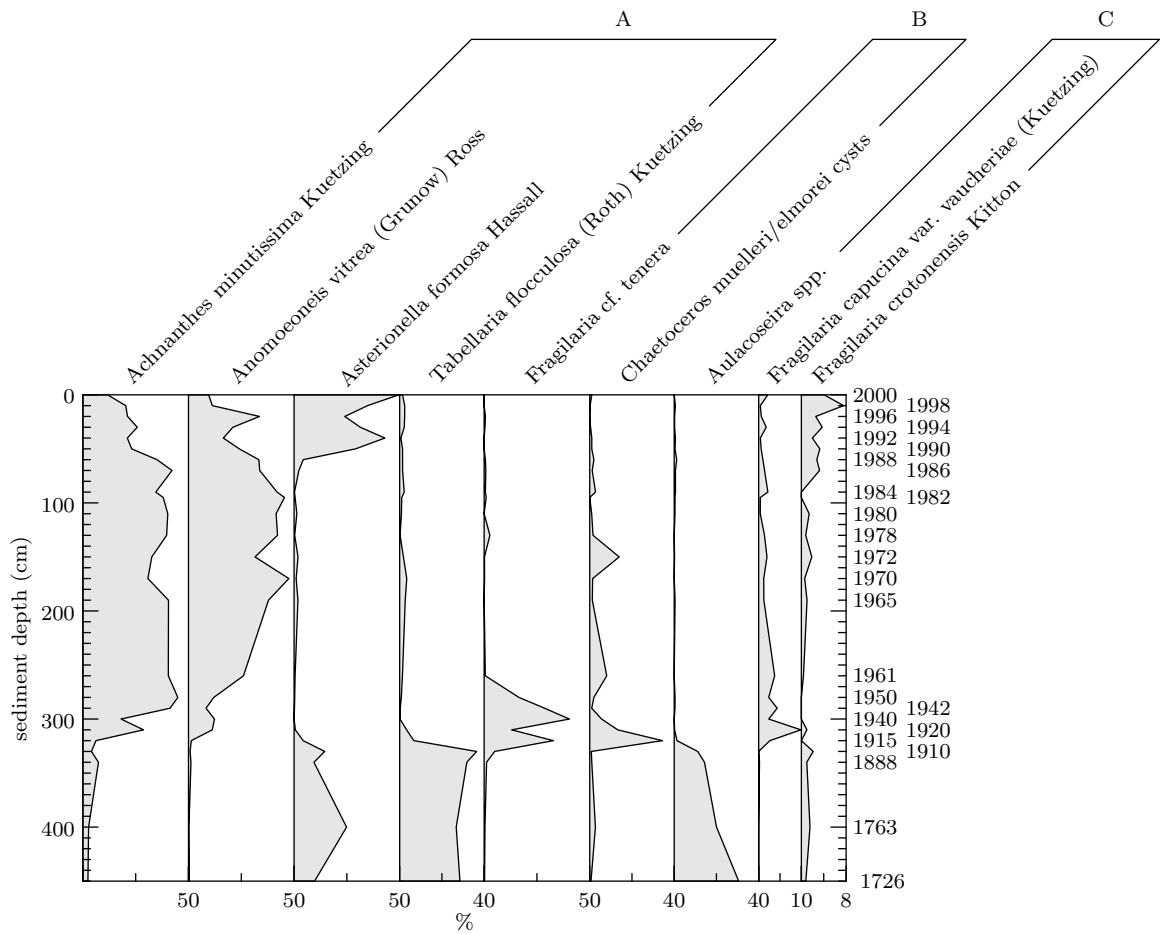 A
B
C
Achnanthes minutissima Kuetzing
Anomoeoneis vitrea (Grunow) Ross
Asterionella formosa Hassall
Tabellaria flocculosa (Roth) Kuetzing
Fragilaria cf. tenera
Chaetoceros muelleri/elmorei cysts
Aulacoseira spp.
Fragilaria capucina var. vaucheriae (Kuetzing)
Fragilaria crotonensis Kitton
0
100
200
300
400
sediment depth (cm)
2000
1998
1996
1994
1992
1990
1988
1986
1984
1982
1980
1978
1972
1970
1965
1961
1950
1942
1940
1920
1915
1910
1888
1763
1726
50 50 50 40 50 40 40 10 8
%